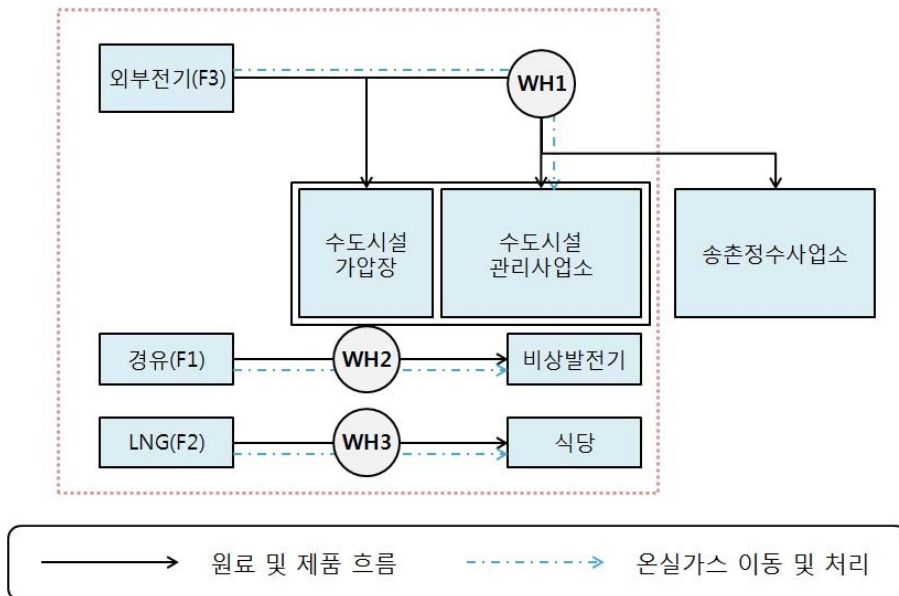 외부전기(F3)
WH1
수도시설
가압장
수도시설
관리사업소
송촌정수사업소
경유(F1)
WH2
비상발전기
LNG(F2)
WH3
식당
원료 및 제품 흐름
온실가스 이동 및 처리